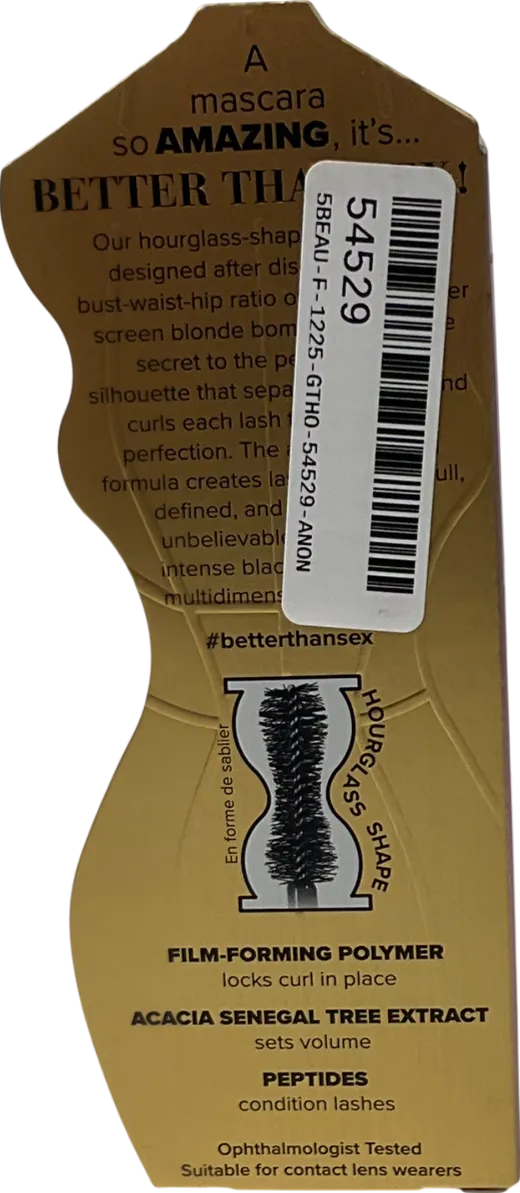 A
mascara
so AMAZING, it's...
BETTER THA !
Our hourglass-shap
designed after dis
bust-waist-hip ratio o er
screen blonde bom e
secret to the pe
silhouette that sepa nd
curls each lash
perfection. The
formula creates la ull,
defined, and
unbelievabl
intense blac
multidimens
54529
5BEAU-F-1225-GTH0-54529-ANON
#betterthansex
En forme de sablier
HOURGLASS SHAPE
FILM-FORMING POLYMER
locks curl in place
ACACIA SENEGAL TREE EXTRACT
sets volume
PEPTIDES
condition lashes
Ophthalmologist Tested
Suitable for contact lens wearers